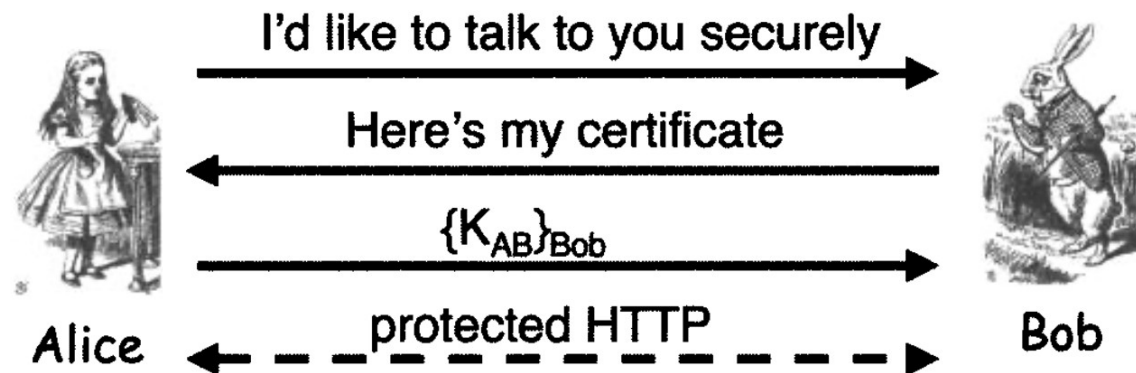 I'd like to talk to you securely
Here's my certificate
{K_AB}_Bob
protected HTTP
Alice
Bob